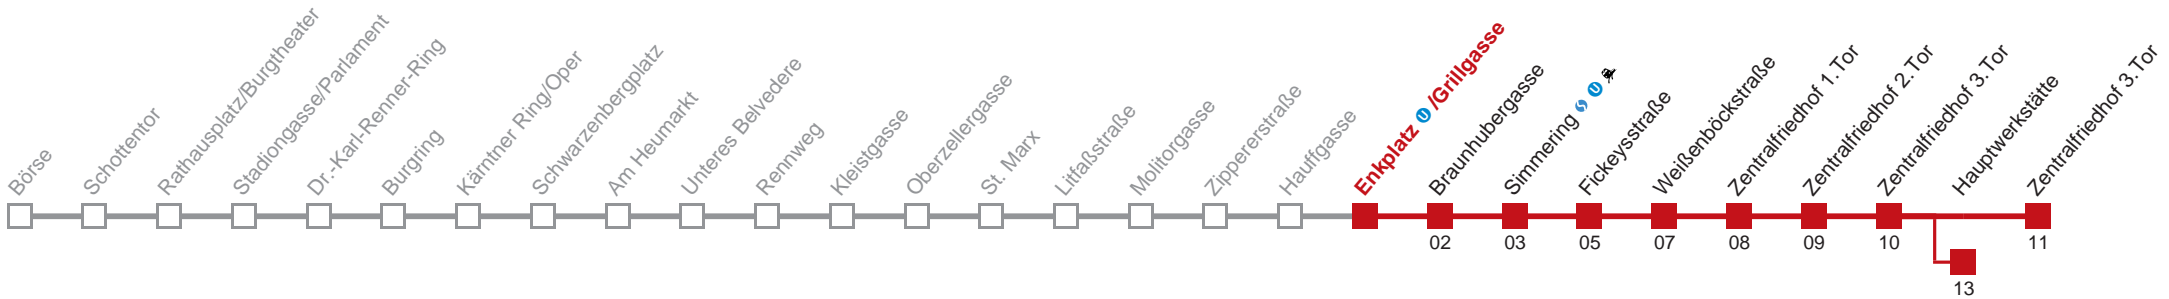 Börse
Schottentor
Rathausplatz/Burgtheater
Stadiongasse/Parlament
Dr.-Karl-Renner-Ring
Burgring
Kärntner Ring/Oper
Schwarzenbergplatz
Am Heumarkt
Unteres Belvedere
Rennweg
Kleistgasse
Oberzellergasse
St. Marx
Litfaßstraße
Molitorgasse
Zippererstraße
Hauffgasse
Enkplatz U /Grillgasse
Braunhubergasse
Simmering S U
Fickeysstraße
Weißenböckstraße
Zentralfriedhof 1.Tor
Zentralfriedhof 2.Tor
Zentralfriedhof 3.Tor
Hauptwerkstätte
Zentralfriedhof 3.Tor
02
03
05
07
08
09
10
11
13